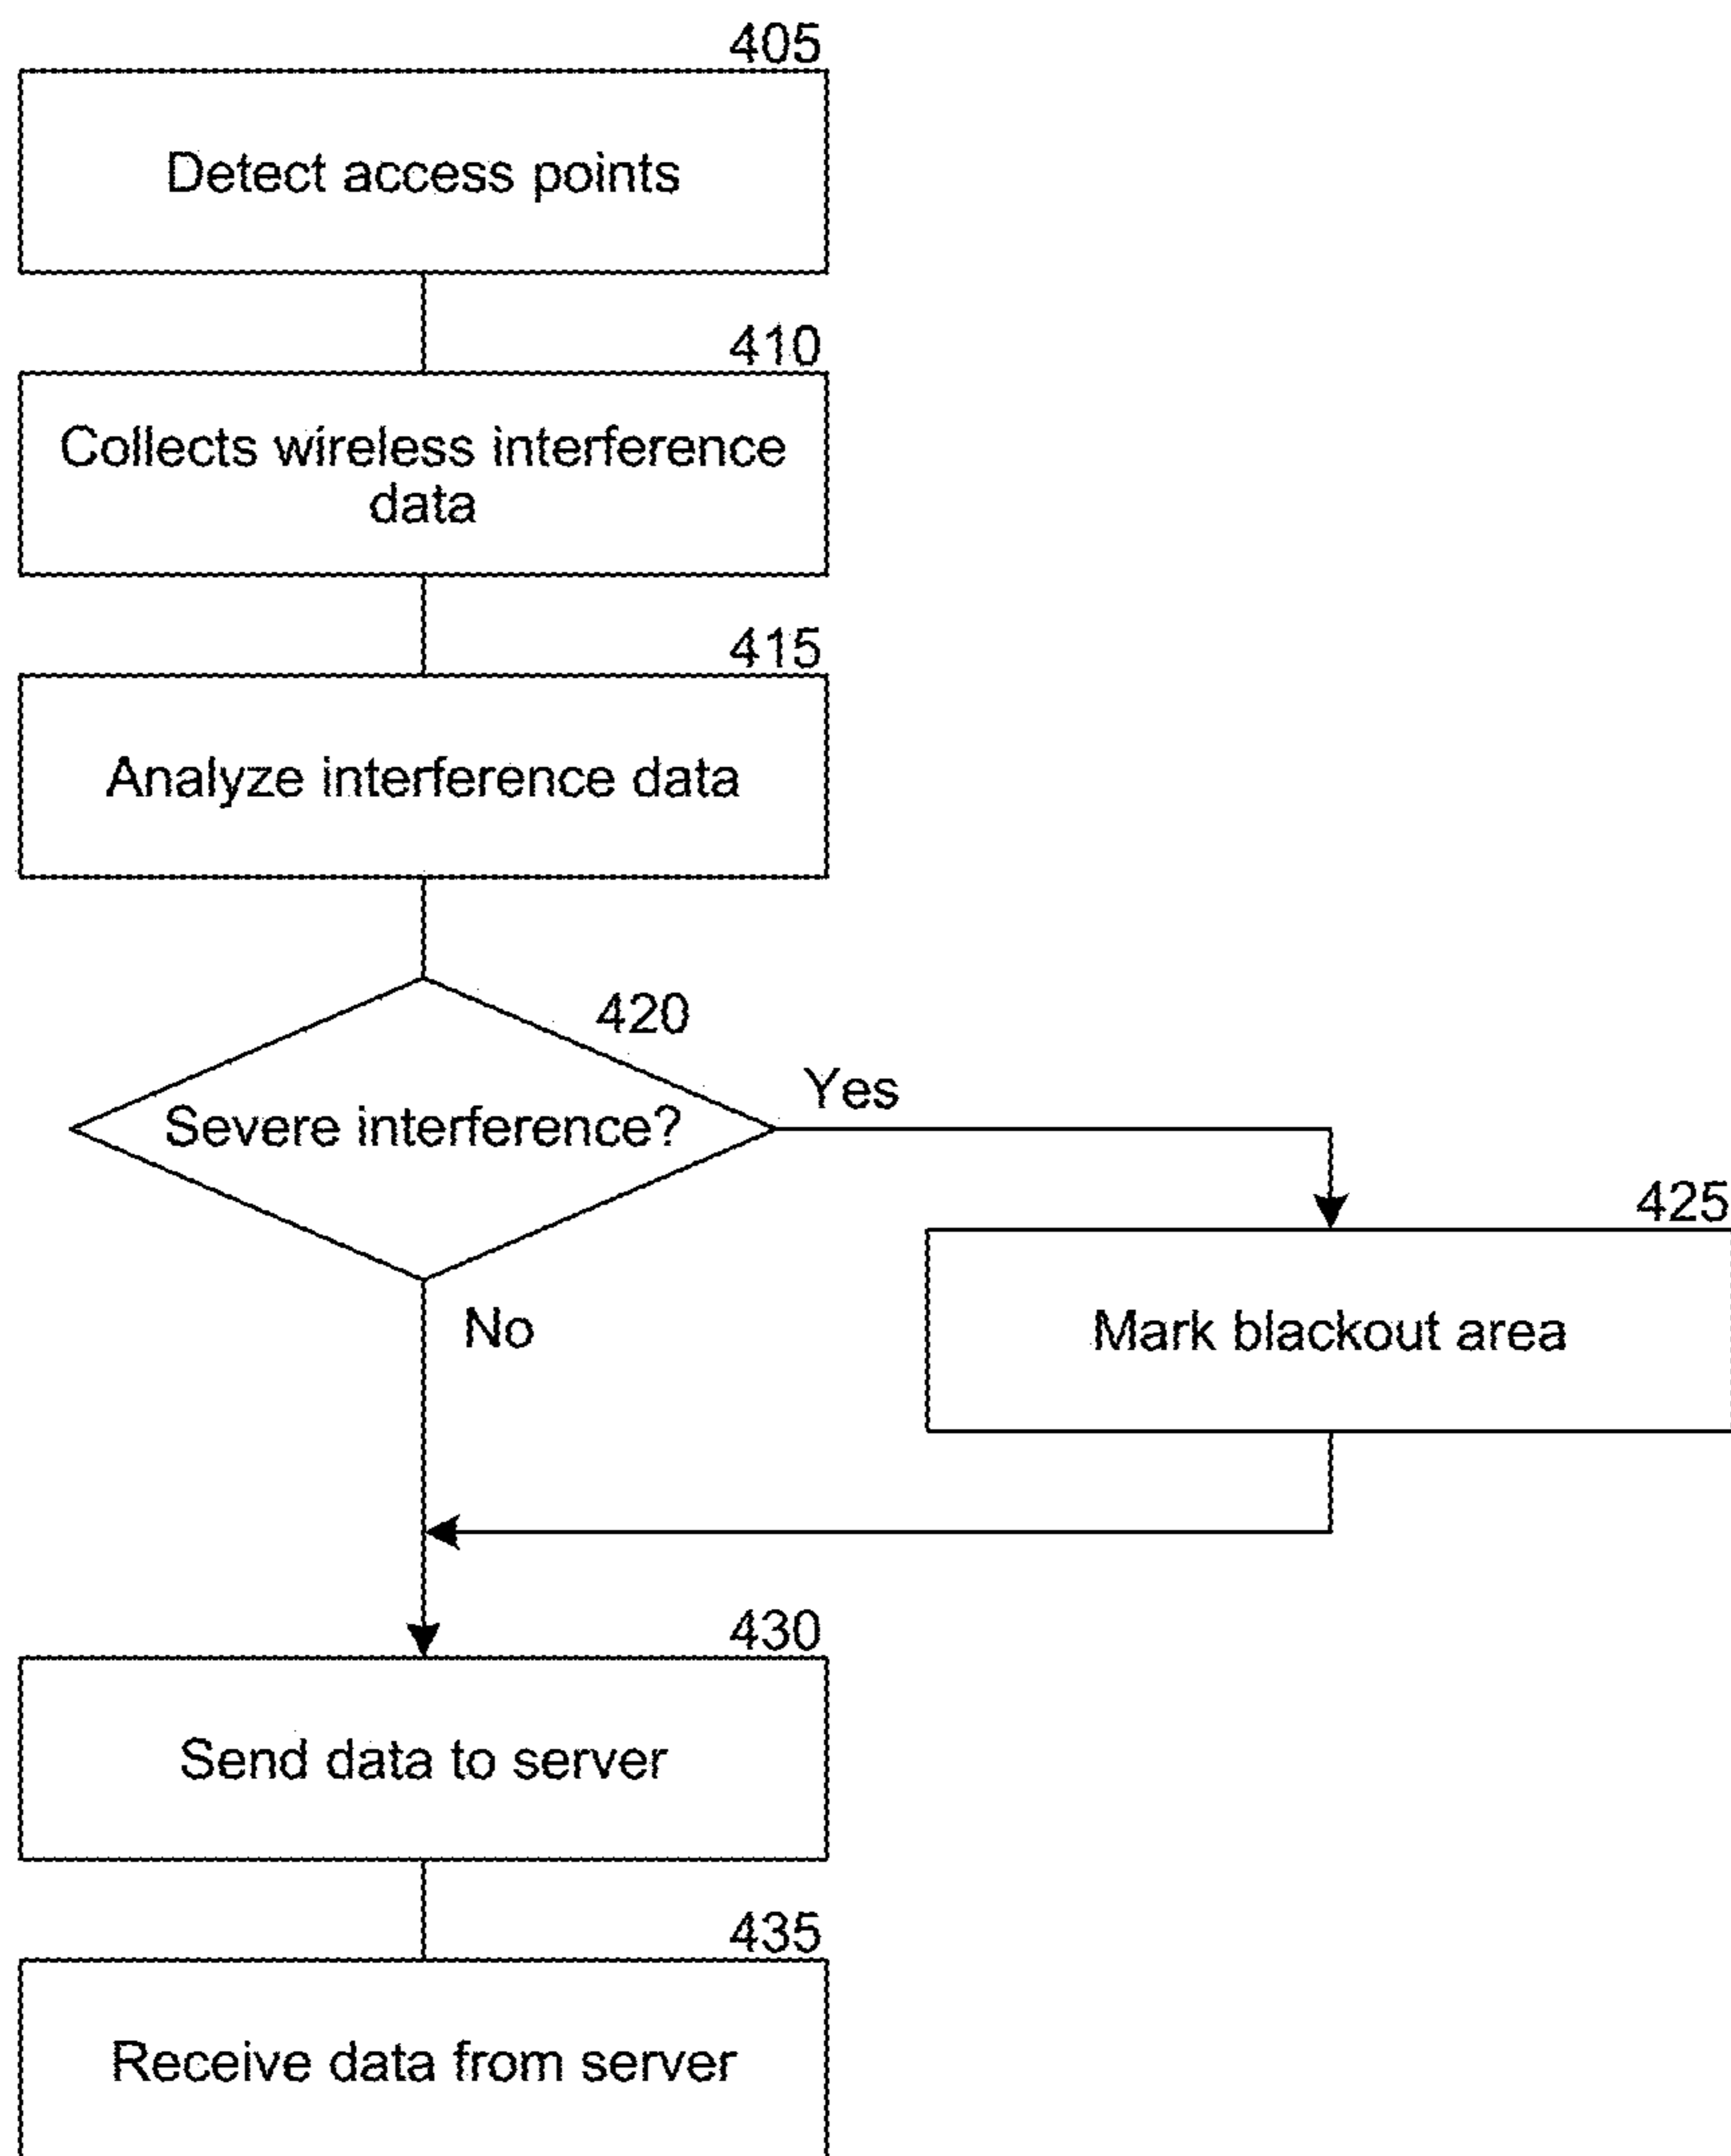 405
Detect access points
410
Collects wireless interference
data
415
Analyze interference data
420
Severe interference?
Yes
425
No
Mark blackout area
430
Send data to server
435
Receive data from server